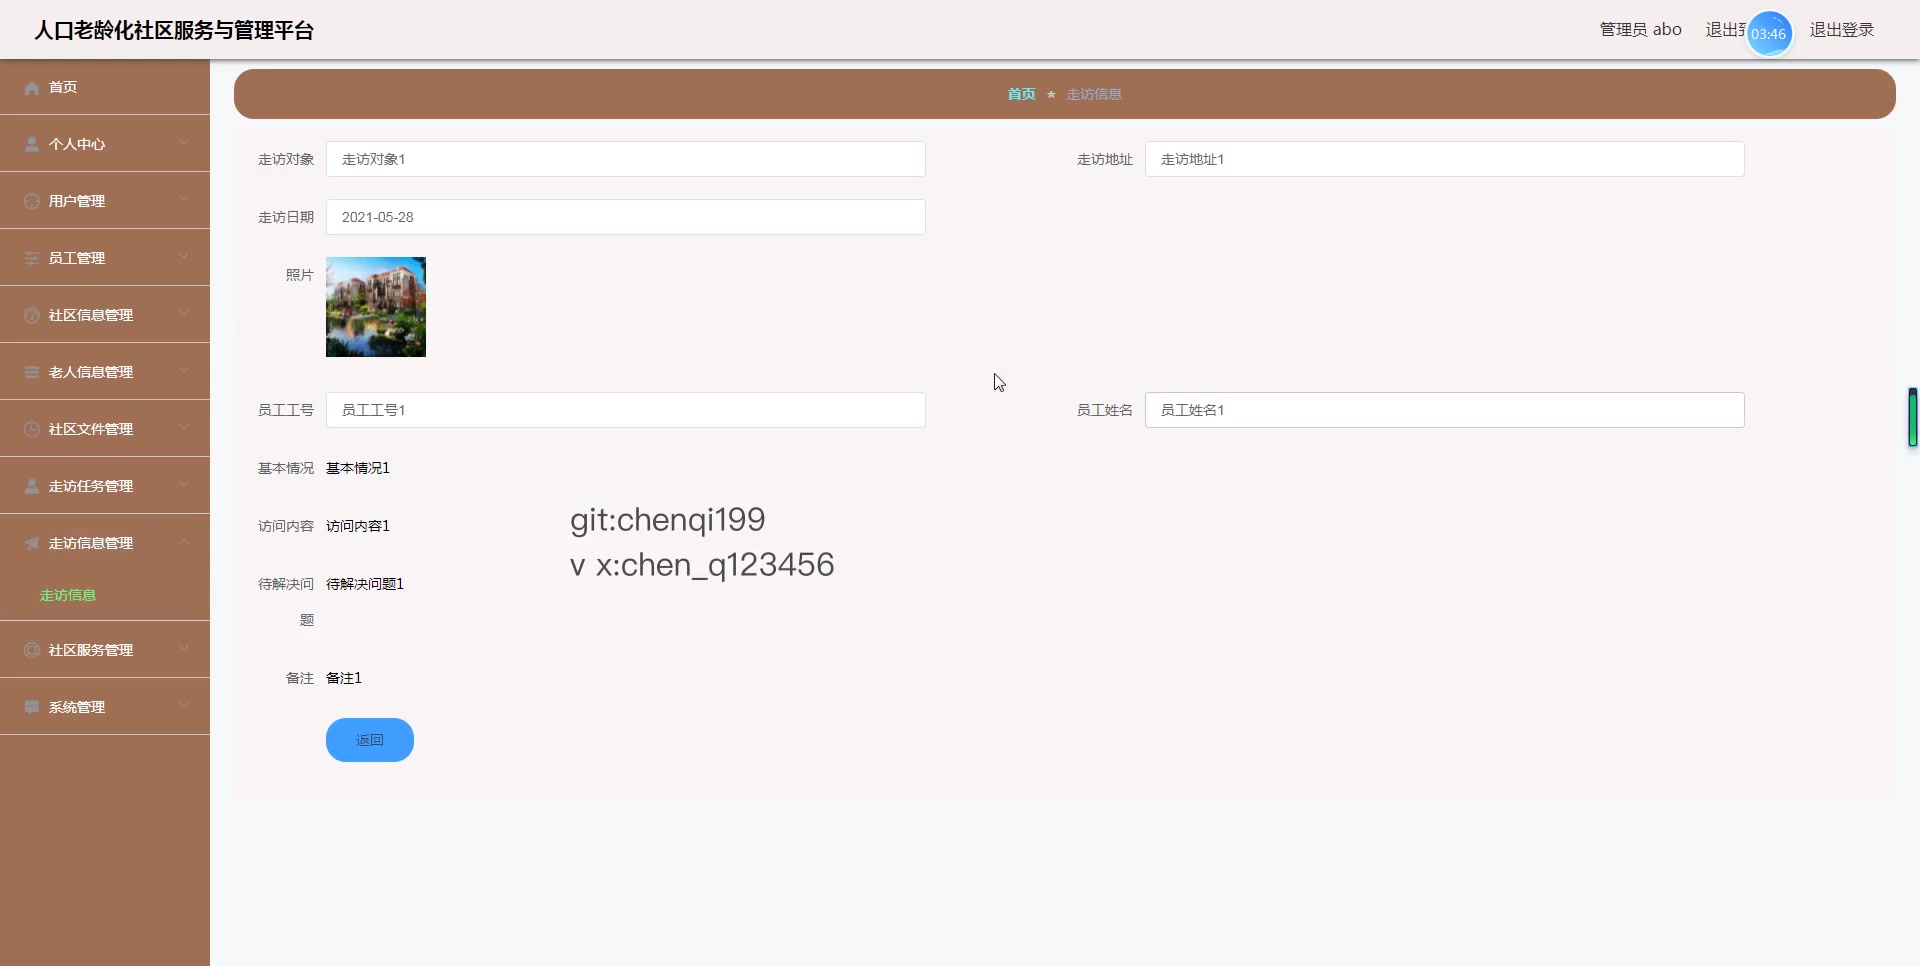 人口老龄化社区服务与管理平台
管理员 abo
退出到
03:46
退出登录
首页
个人中心
用户管理
员工管理
社区信息管理
老人信息管理
社区文件管理
走访任务管理
走访信息管理
走访信息
社区服务管理
系统管理
首页 ★ 走访信息
走访对象 走访对象1
走访地址 走访地址1
走访日期 2021-05-28
照片
员工工号 员工工号1
员工姓名 员工姓名1
基本情况 基本情况1
访问内容 访问内容1
待解决问 待解决问题1
题
备注 备注1
返回
git:chenqi199
v x:chen_q123456